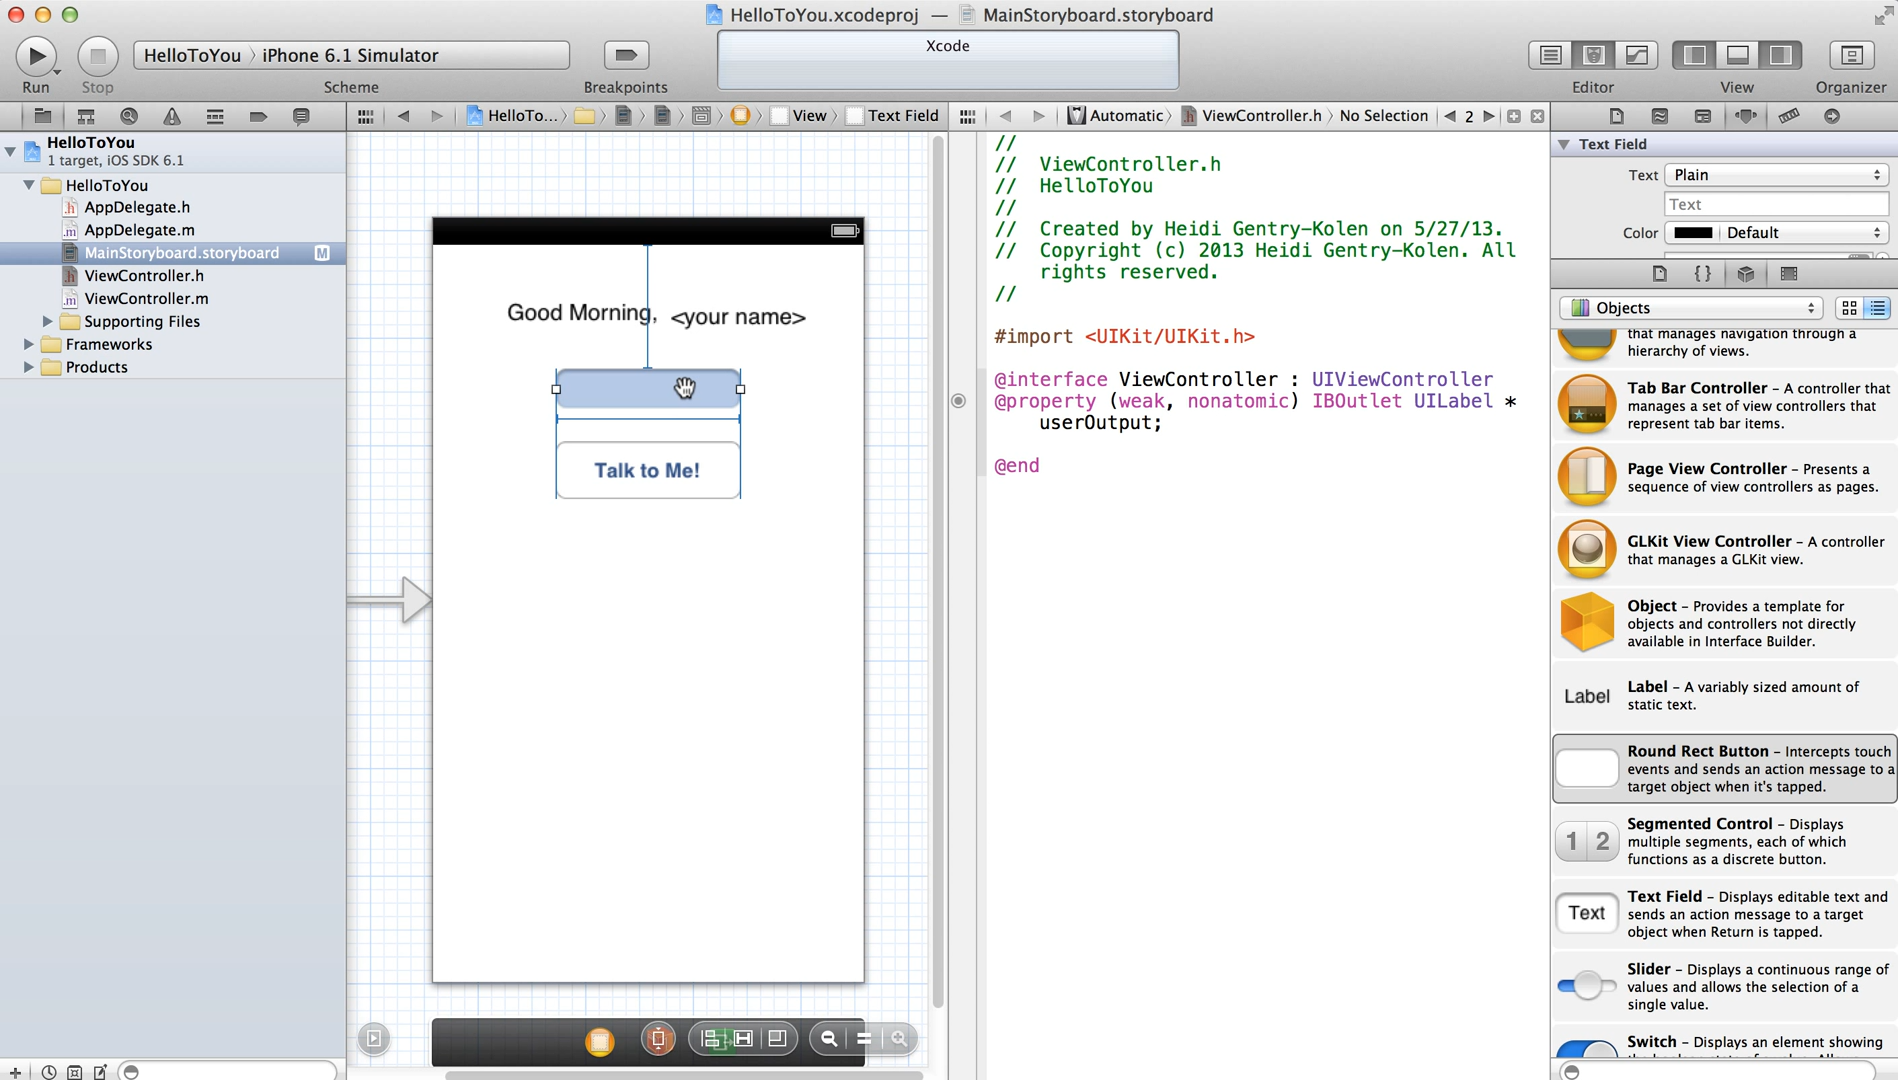 HelloToYou.xcodeproj — MainStoryboard.storyboard
HelloToYou
iPhone 6.1 Simulator
Xcode
Run
Stop
Scheme
Breakpoints
Editor
View
Organizer
HelloTo...
View
Text Field
Automatic
ViewController.h
No Selection
2
HelloToYou
1 target, iOS SDK 6.1
HelloToYou
AppDelegate.h
AppDelegate.m
MainStoryboard.storyboard
M
ViewController.h
ViewController.m
Supporting Files
Frameworks
Products
Good Morning,
<your name>
Talk to Me!
//
// ViewController.h
// HelloToYou
//
// Created by Heidi Gentry-Kolen on 5/27/13.
// Copyright (c) 2013 Heidi Gentry-Kolen. All
rights reserved.
//
#import <UIKit/UIKit.h>
@interface ViewController : UIViewController
@property (weak, nonatomic) IBOutlet UILabel *
userOutput;
@end
Text Field
Text
Plain
Text
Color
Default
{ }
Objects
that manages navigation through a
hierarchy of views.
Tab Bar Controller – A controller that
manages a set of view controllers that
represent tab bar items.
Page View Controller – Presents a
sequence of view controllers as pages.
GLKit View Controller – A controller
that manages a GLKit view.
Object – Provides a template for
objects and controllers not directly
available in Interface Builder.
Label
Label – A variably sized amount of
static text.
Round Rect Button – Intercepts touch
events and sends an action message to a
target object when it's tapped.
1 2
Segmented Control – Displays
multiple segments, each of which
functions as a discrete button.
Text
Text Field – Displays editable text and
sends an action message to a target
object when Return is tapped.
Slider – Displays a continuous range of
values and allows the selection of a
single value.
Switch – Displays an element showing